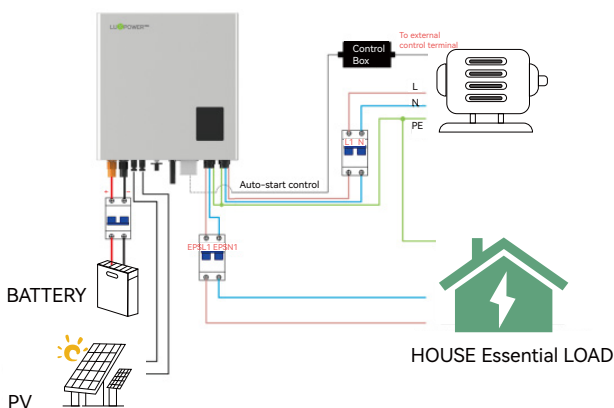 LUXPOWER
To external
control terminal
Control
Box
L
N
PE
L1 N
Auto-start control
EPSL1 EPSN1
BATTERY
HOUSE Essential LOAD
PV